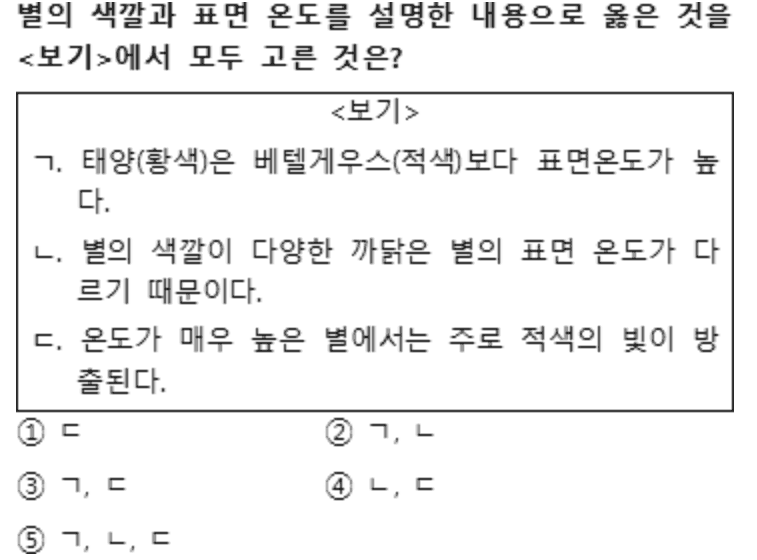 별의 색깔과 표면 온도를 설명한 내용으로 옳은 것을
<보기>에서 모두 고른 것은?
<보기>
ㄱ. 태양(황색)은 베텔게우스(적색)보다 표면온도가 높
다.
ㄴ. 별의 색깔이 다양한 까닭은 별의 표면 온도가 다
르기 때문이다.
ㄷ. 온도가 매우 높은 별에서는 주로 적색의 빛이 방
출된다.
① ㄷ ② ㄱ, ㄴ
③ ㄱ, ㄷ ④ ㄴ, ㄷ
⑤ ㄱ, ㄴ, ㄷ